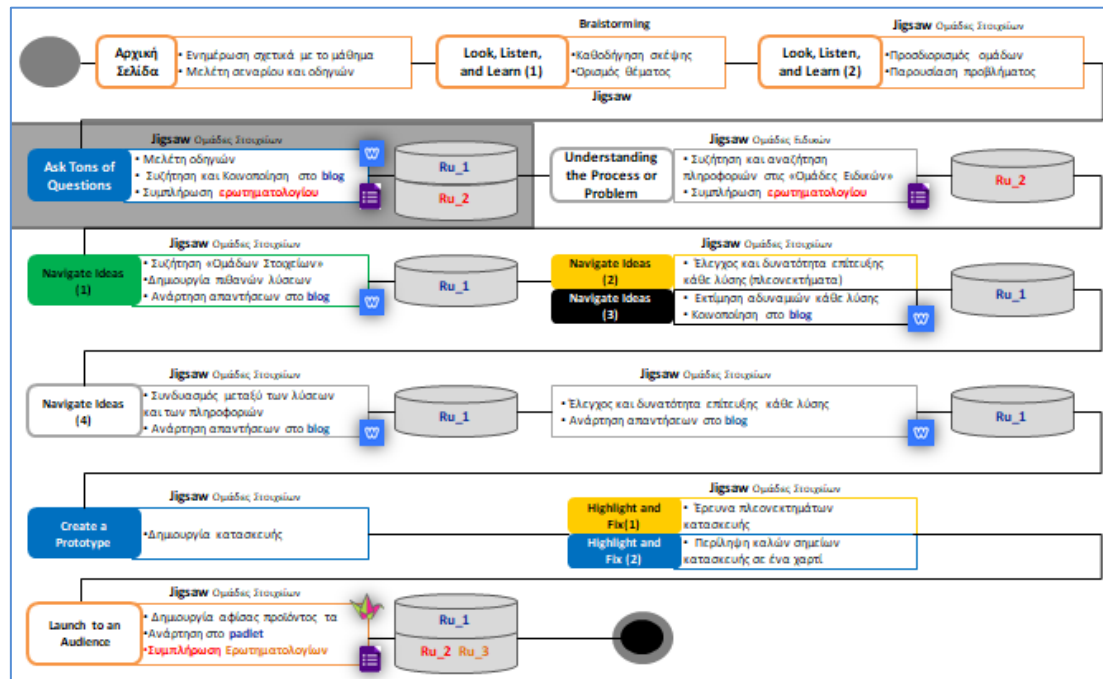 Braistorming
Jigsaw Ομάδες Στοιχείων
Αρχική
Σελίδα
• Ενημέρωση σχετικά με το μάθημα
• Μελέτη σεναρίου και οδηγιών
Look, Listen,
and Learn (1)
•Καθοδήγηση σκέψης
•Ορισμός θέματος
Look, Listen,
and Learn (2)
•Προσδιορισμός ομάδων
•Παρουσίαση προβλήματος
Jigsaw
Jigsaw Ομάδες Στοιχείων
Ask Tons of
Questions
• Μελέτη οδηγιών
• Συζήτηση και Κοινοποίηση στο blog
• Συμπλήρωση ερωτηματολογίου
Ru_1
Ru_2
Jigsaw Ομάδες Ειδικών
Understanding
the Process or
Problem
• Συζήτηση και αναζήτηση
πληροφοριών στις «Ομάδες Ειδικών»
• Συμπλήρωση ερωτηματολογίου
Ru_2
Jigsaw Ομάδες Στοιχείων
Navigate Ideas
(1)
• Συζήτηση «Ομάδων Στοιχείων»
•Δημιουργία πιθανών λύσεων
• Ανάρτηση απαντήσεων στο blog
Ru_1
Jigsaw Ομάδες Στοιχείων
Navigate Ideas
(2)
• Έλεγχος και δυνατότητα επίτευξης
κάθε λύσης (πλεονεκτήματα)
Navigate Ideas
(3)
• Εκτίμηση αδυναμιών κάθε λύσης
• Κοινοποίηση στο blog
Ru_1
Jigsaw Ομάδες Στοιχείων
Navigate Ideas
(4)
• Συνδυασμός μεταξύ των λύσεων
και των πληροφοριών
• Ανάρτηση απαντήσεων στο blog
Ru_1
Jigsaw Ομάδες Στοιχείων
•Έλεγχος και δυνατότητα επίτευξης κάθε λύσης
• Ανάρτηση απαντήσεων στο blog
Ru_1
Jigsaw Ομάδες Στοιχείων
Create a
Prototype
•Δημιουργία κατασκευής
Jigsaw Ομάδες Στοιχείων
Highlight and
Fix(1)
• Έρευνα πλεονεκτημάτων
κατασκευής
Highlight and
Fix (2)
• Περίληψη καλών σημείων
κατασκευής σε ένα χαρτί
Jigsaw Ομάδες Στοιχείων
Launch to an
Audience
• Δημιουργία αφίσας προϊόντος τα
•Ανάρτηση στο padlet
•Συμπλήρωση Ερωτηματολογίων
Ru_1
Ru_2 Ru_3